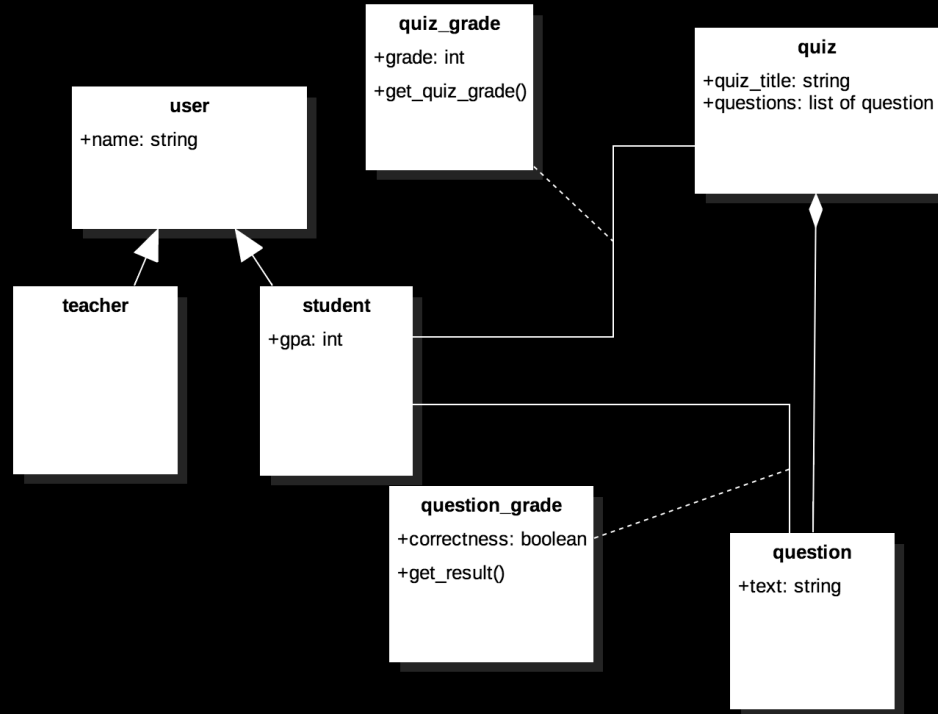 quiz_grade
+grade: int
+get_quiz_grade()
quiz
+quiz_title: string
+questions: list of question
user
+name: string
teacher
student
+gpa: int
question_grade
+correctness: boolean
+get_result()
question
+text: string